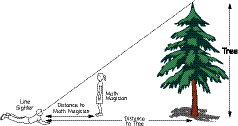 Tree
Math
Magician
Line
Sighter
Distance to
Math Magician
Distance
to Tree